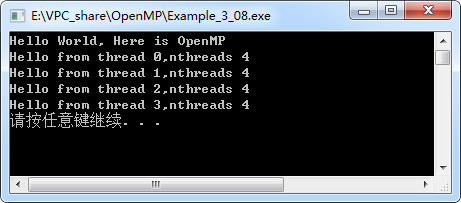 E:\VPC_share\OpenMP\Example_3_08.exe
Hello World, Here is OpenMP
Hello from thread 0,nthreads 4
Hello from thread 1,nthreads 4
Hello from thread 2,nthreads 4
Hello from thread 3,nthreads 4
请按任意键继续. . .